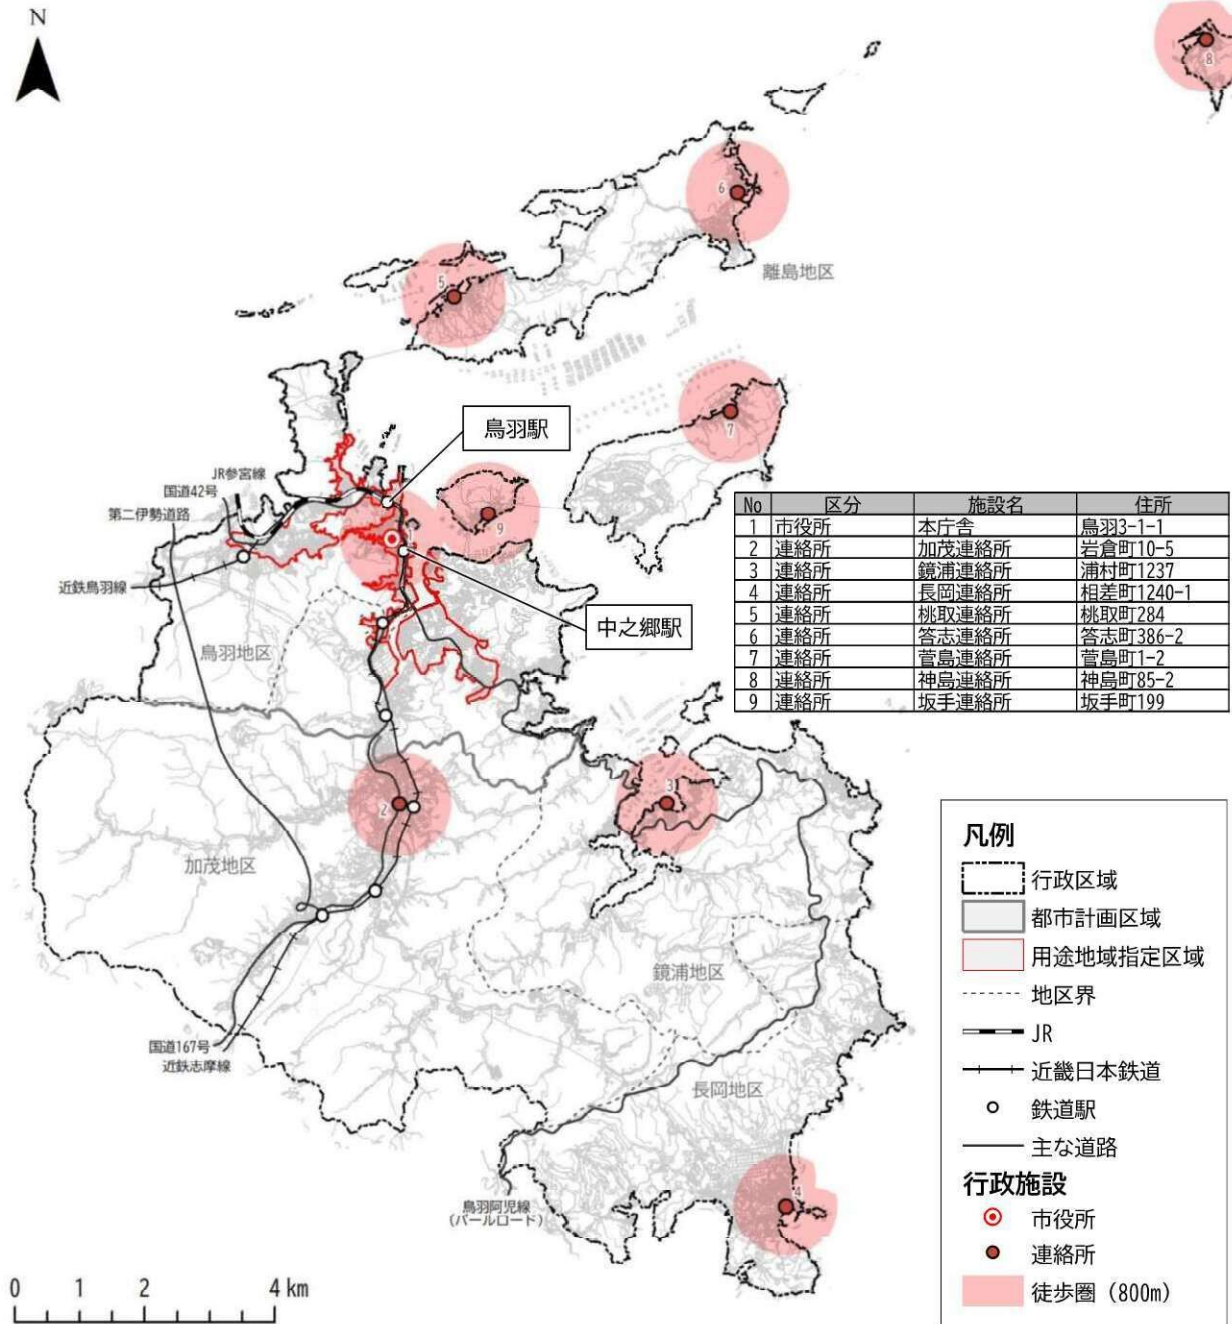 N
8
6
離島地区
5
7
鳥羽駅
JR参宮線
国道42号
第二伊勢道路
9
1
近鉄鳥羽線
中之郷駅
鳥羽地区
No 区分 施設名 住所
1 市役所 本庁舎 鳥羽3-1-1
2 連絡所 加茂連絡所 岩倉町10-5
3 連絡所 鏡浦連絡所 浦村町1237
4 連絡所 長岡連絡所 相差町1240-1
5 連絡所 桃取連絡所 桃取町284
6 連絡所 答志連絡所 答志町386-2
7 連絡所 菅島連絡所 菅島町1-2
8 連絡所 神島連絡所 神島町85-2
9 連絡所 坂手連絡所 坂手町199
2
3
加茂地区
鏡浦地区
国道167号
近鉄志摩線
長岡地区
4
鳥羽阿児線
(パールロード)
0 1 2 4 km
凡例
行政区域
都市計画区域
用途地域指定区域
地区界
JR
近畿日本鉄道
鉄道駅
主な道路
行政施設
市役所
連絡所
徒歩圏（800m）